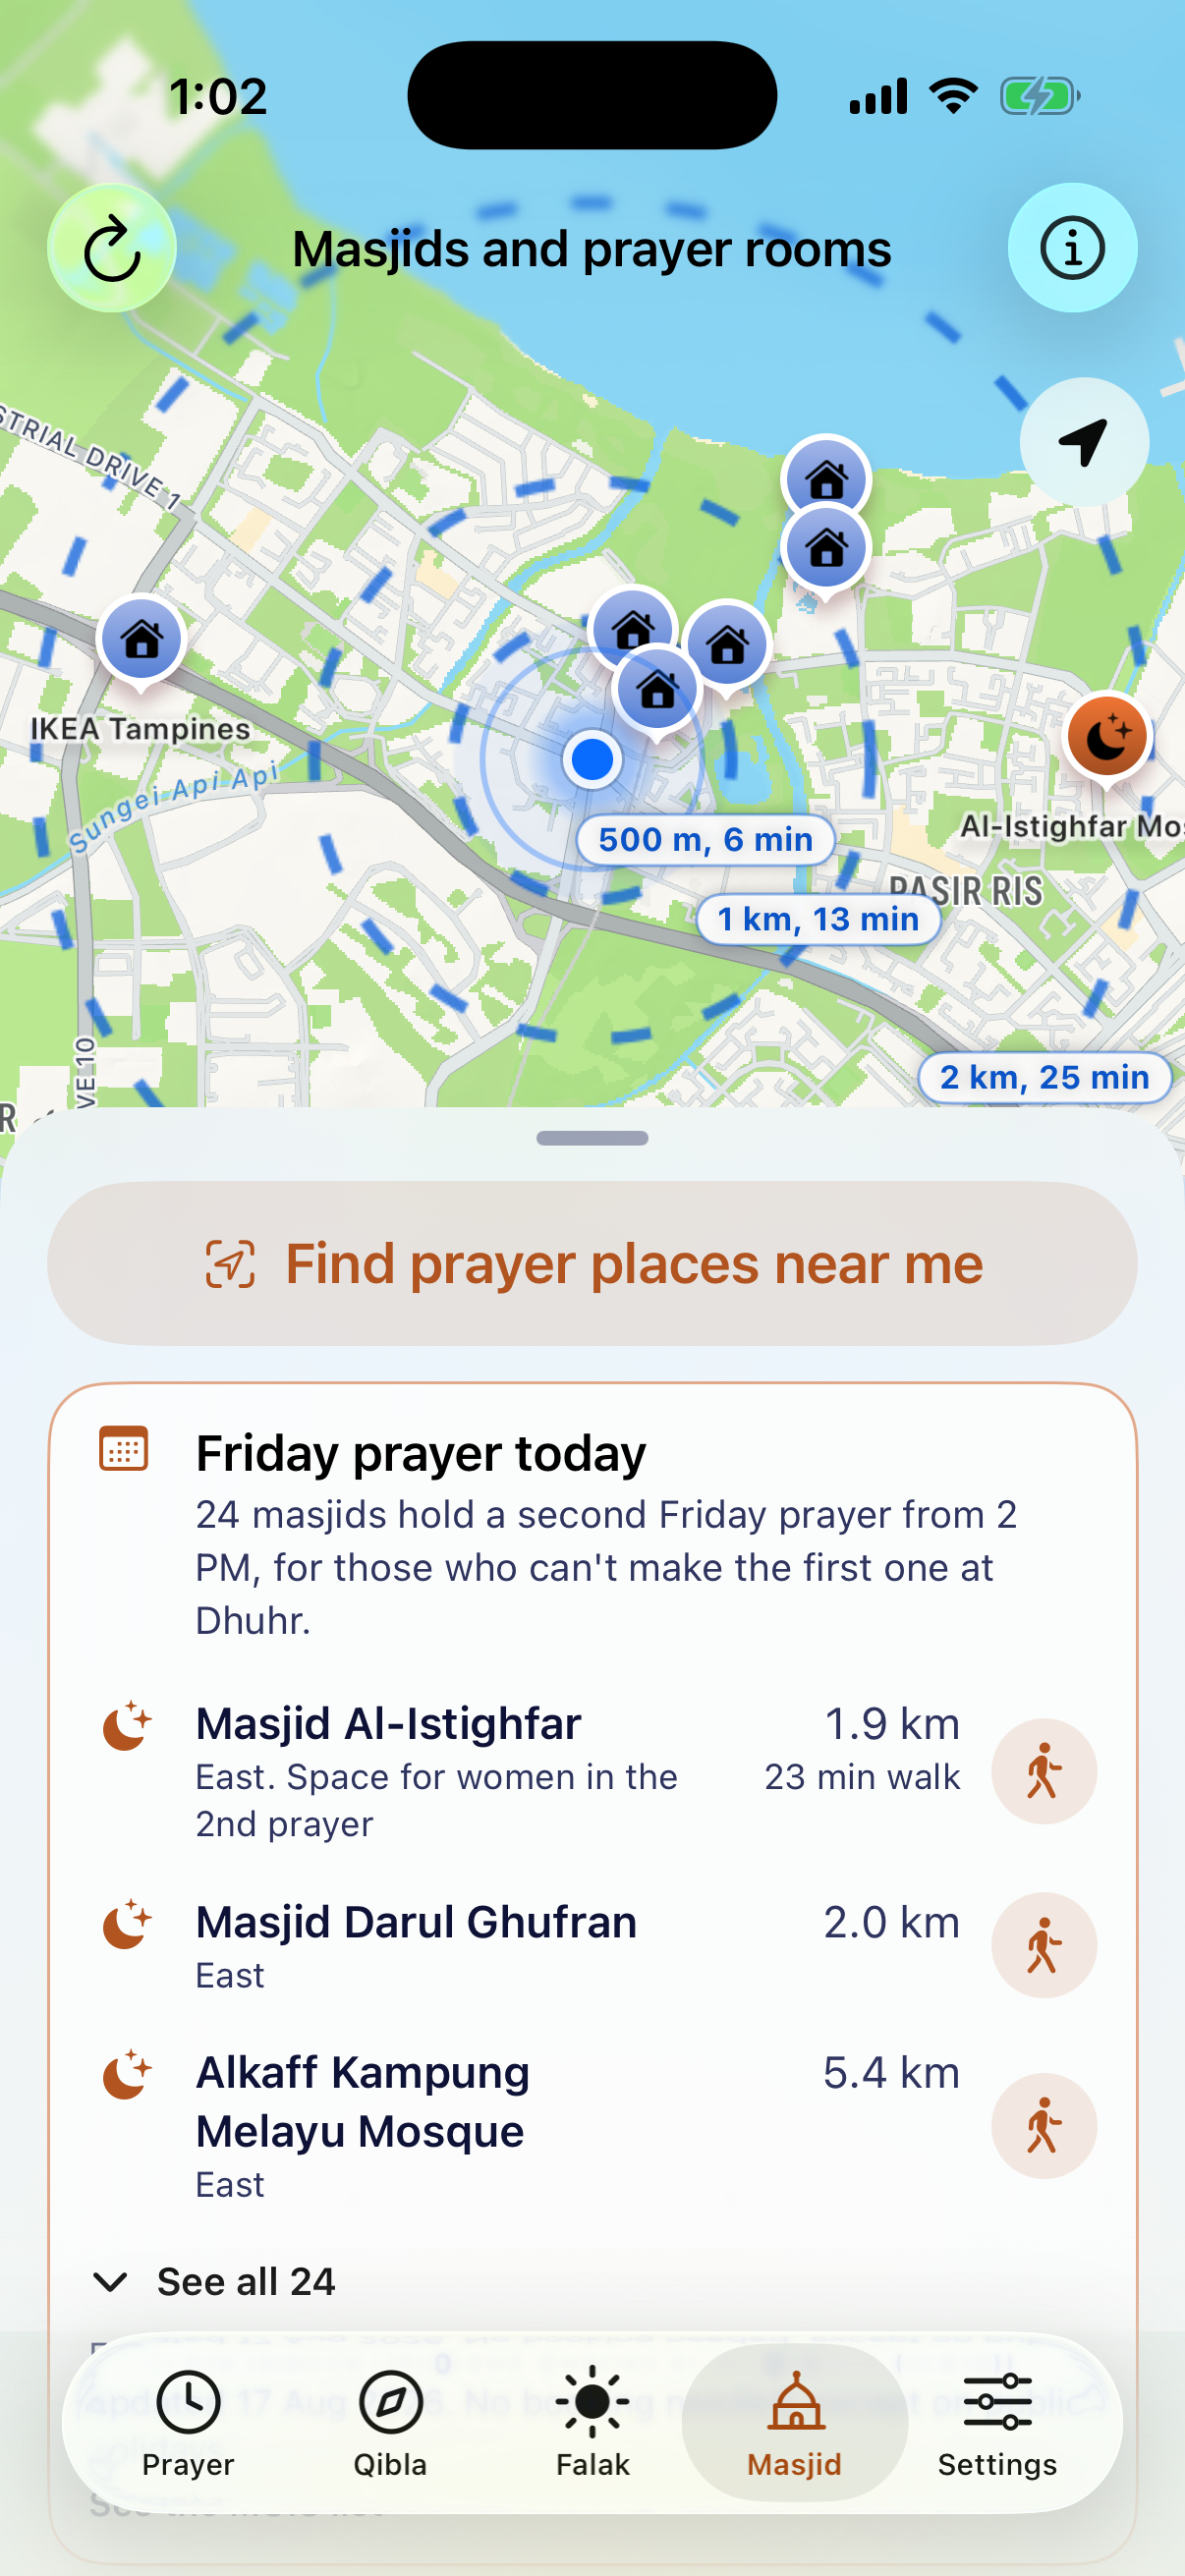 1:02
Masjids and prayer rooms
STRIAL DRIVE 1
IKEA Tampines
Sungei Api Api
Al-Istighfar Mos
500 m, 6 min
PASIR RIS
1 km, 13 min
VE 10
2 km, 25 min
R
Find prayer places near me
Friday prayer today
24 masjids hold a second Friday prayer from 2
PM, for those who can't make the first one at
Dhuhr.
Masjid Al-Istighfar
1.9 km
East. Space for women in the
2nd prayer
23 min walk
Masjid Darul Ghufran
2.0 km
East
Alkaff Kampung
Melayu Mosque
5.4 km
East
See all 24
17 Aug
Prayer
Qibla
Falak
Masjid
Settings